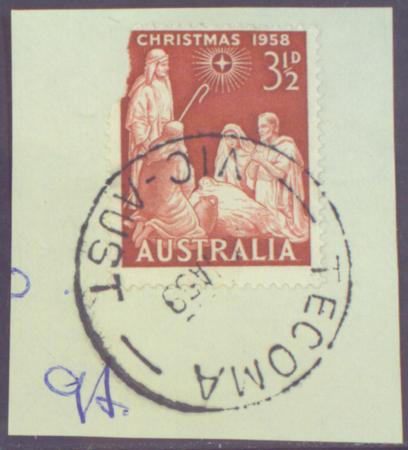 CHRISTMAS 1958
3½D
AUSTRALIA
TECOMA
VIC-AUST